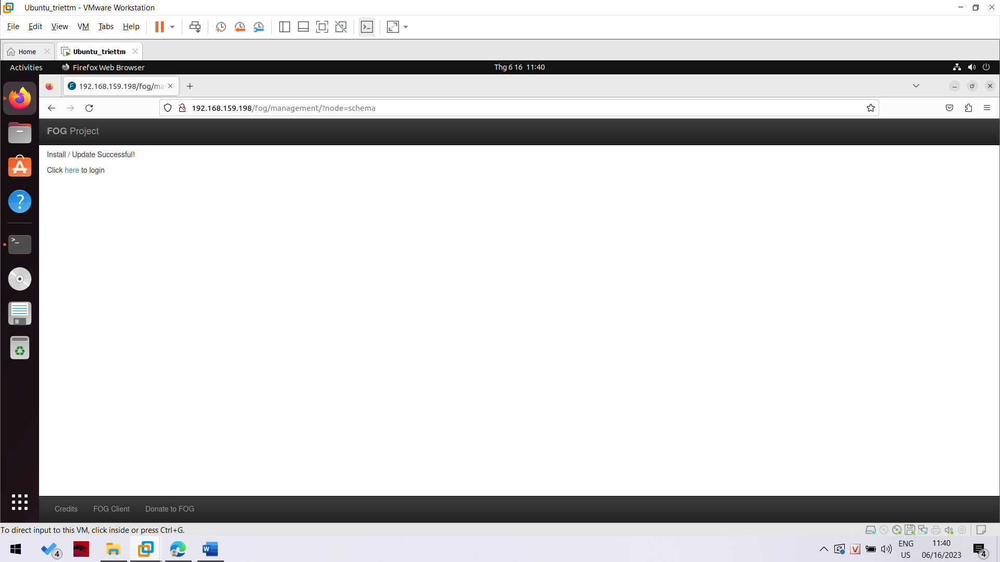 Ubuntu_triettm - VMware Workstation
File Edit View VM Tabs Help
Home
Ubuntu_triettm
Activities
Firefox Web Browser
Thg 6 16 11:40
192.168.159.198/fog/ma
192.168.159.198/fog/management/?node=schema
FOG Project
Install / Update Successful!
Click here to login
Credits FOG Client Donate to FOG
To direct input to this VM, click inside or press Ctrl+G.
4
W
V
ENG
US
11:40
06/16/2023
4